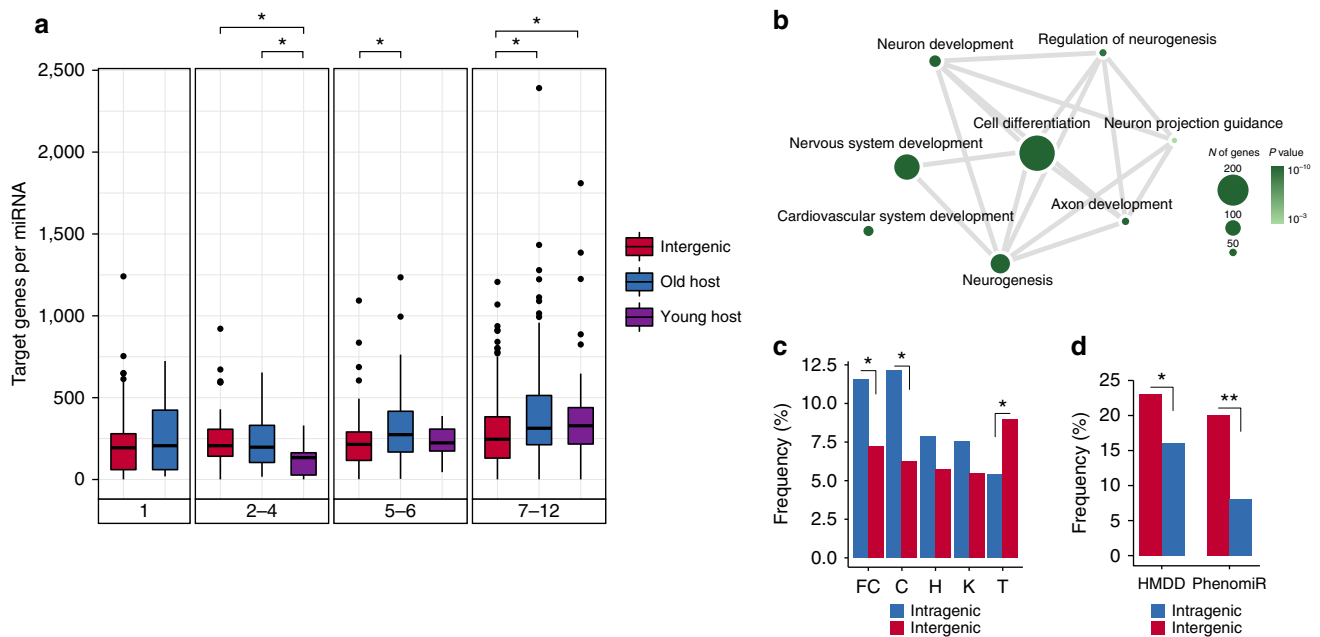 a
*
*
*
*
*
2,500
2,000
1,500
1,000
500
0
Target genes per miRNA
1
2–4
5–6
7–12
Intergenic
Old host
Young host
b
Neuron development
Regulation of neurogenesis
Cell differentiation
Neuron projection guidance
Nervous system development
Axon development
Cardiovascular system development
Neurogenesis
N of genes
200
100
50
P value
10⁻¹⁰
10⁻³
c
12.5
10.0
7.5
5.0
2.5
0.0
Frequency (%)
*
*
*
FC C H K T
Intragenic
Intergenic
d
25
20
15
10
5
0
Frequency (%)
*
**
HMDD PhenomiR
Intragenic
Intergenic